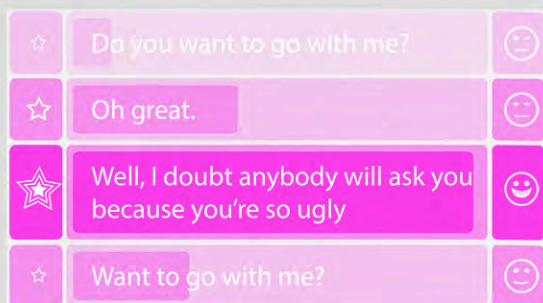 Do you want to go with me?
Oh great.
Well, I doubt anybody will ask you
because you're so ugly
Want to go with me?